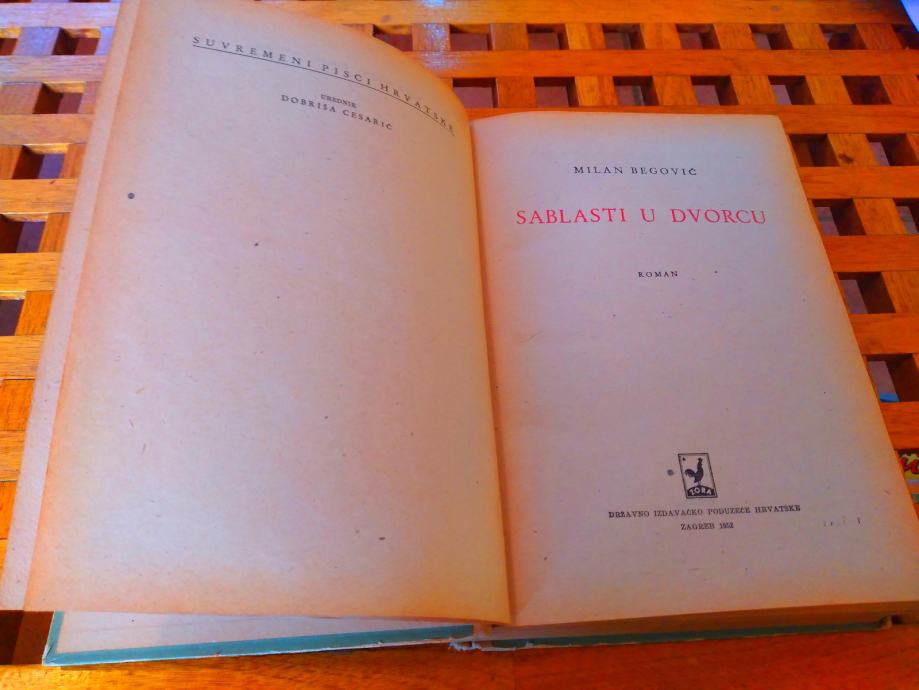 SUVREMENI PISCI HRVATSKE
UREDNIK
DOBRIŠA CESARIĆ
MILAN BEGOVIĆ
SABLASTI U DVORCU
ROMAN
ZORA
DRŽAVNO IZDAVAČKO PODUZEĆE HRVATSKE
ZAGREB 1952